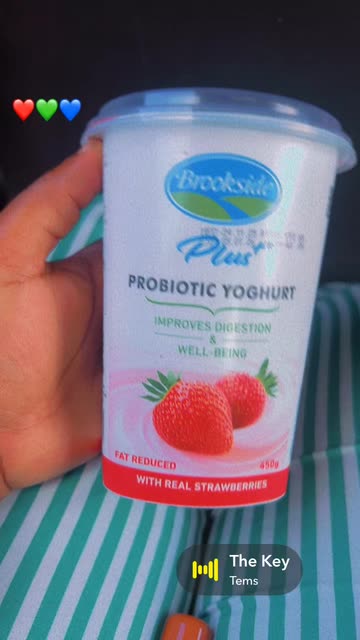 Brookside
Plus+
PROBIOTIC YOGHURT
IMPROVES DIGESTION
&
WELL-BEING
FAT REDUCED
450g
WITH REAL STRAWBERRIES
The Key
Tems